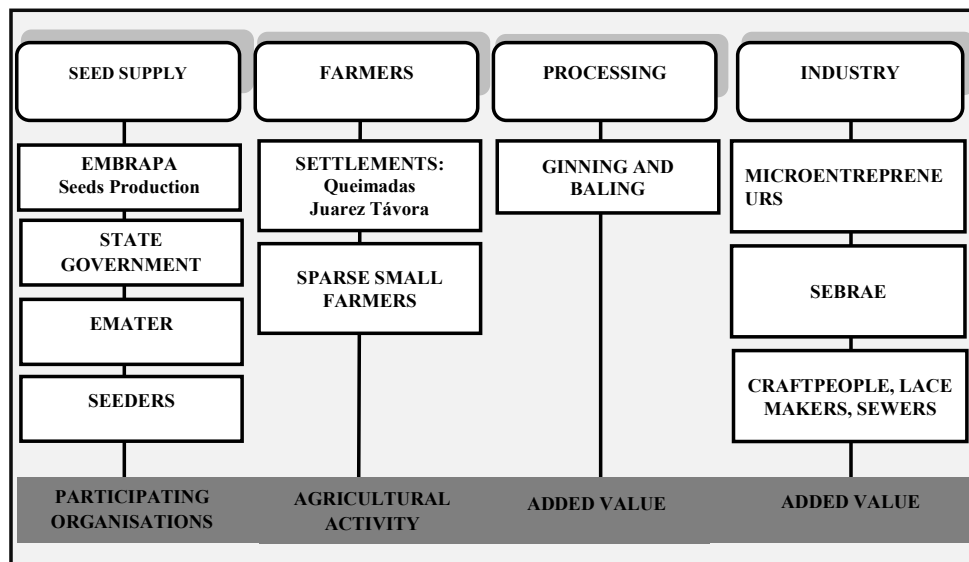 SEED SUPPLY
FARMERS
PROCESSING
INDUSTRY
EMBRAPA
Seeds Production
STATE
GOVERNMENT
EMATER
SEEDERS
SETTLEMENTS:
Queimadas
Juarez Távora
SPARSE SMALL
FARMERS
GINNING AND
BALING
MICROENTREPRENE
URS
SEBRAE
CRAFTPEOPLE, LACE
MAKERS, SEWERS
PARTICIPATING
ORGANISATIONS
AGRICULTURAL
ACTIVITY
ADDED VALUE
ADDED VALUE